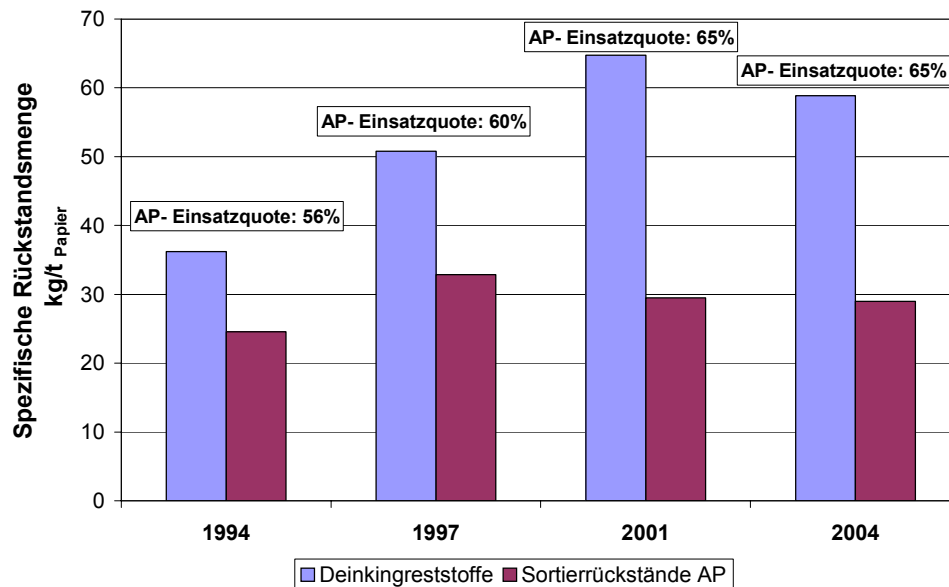 70
60
50
40
30
20
10
0
Spezifische Rückstandsmenge
kg/t Papier
AP- Einsatzquote: 56%
AP- Einsatzquote: 60%
AP- Einsatzquote: 65%
AP- Einsatzquote: 65%
1994
1997
2001
2004
Deinkingreststoffe
Sortierrückstände AP